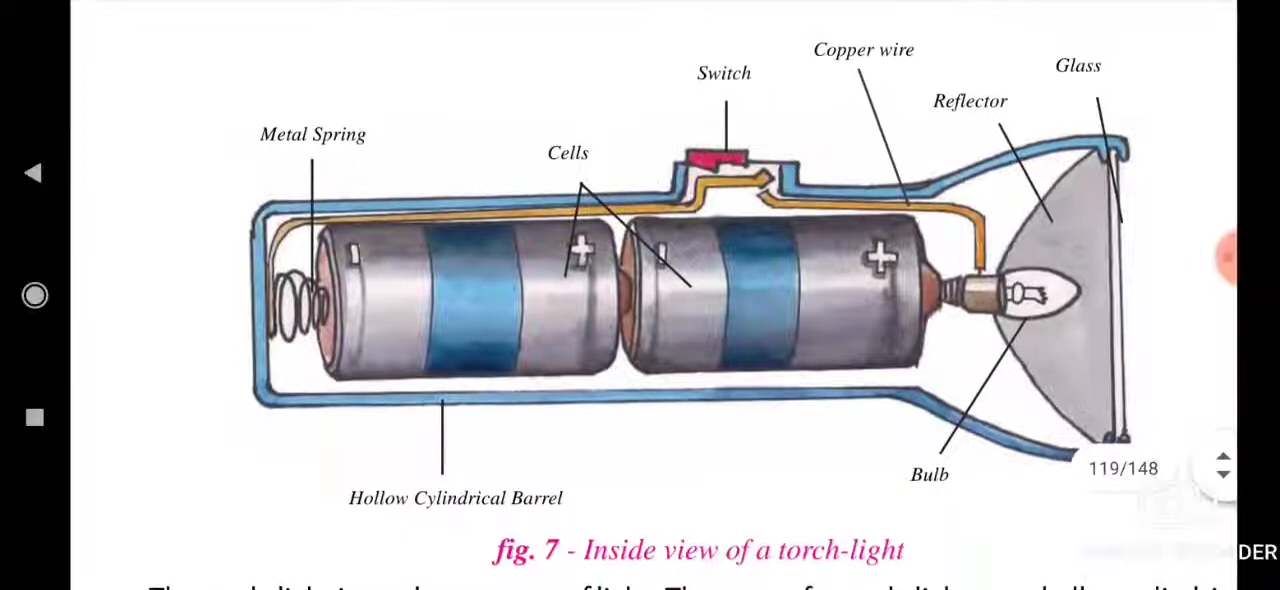 Copper wire
Switch
Glass
Reflector
Metal Spring
Cells
- + - +
119/148
Bulb
Hollow Cylindrical Barrel
fig. 7 - Inside view of a torch-light
DER